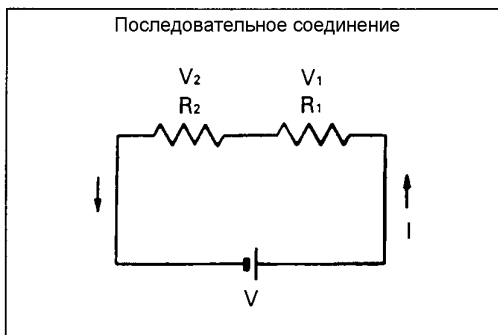 Последовательное соединение
V₂ V₁
R₂ R₁
I
V